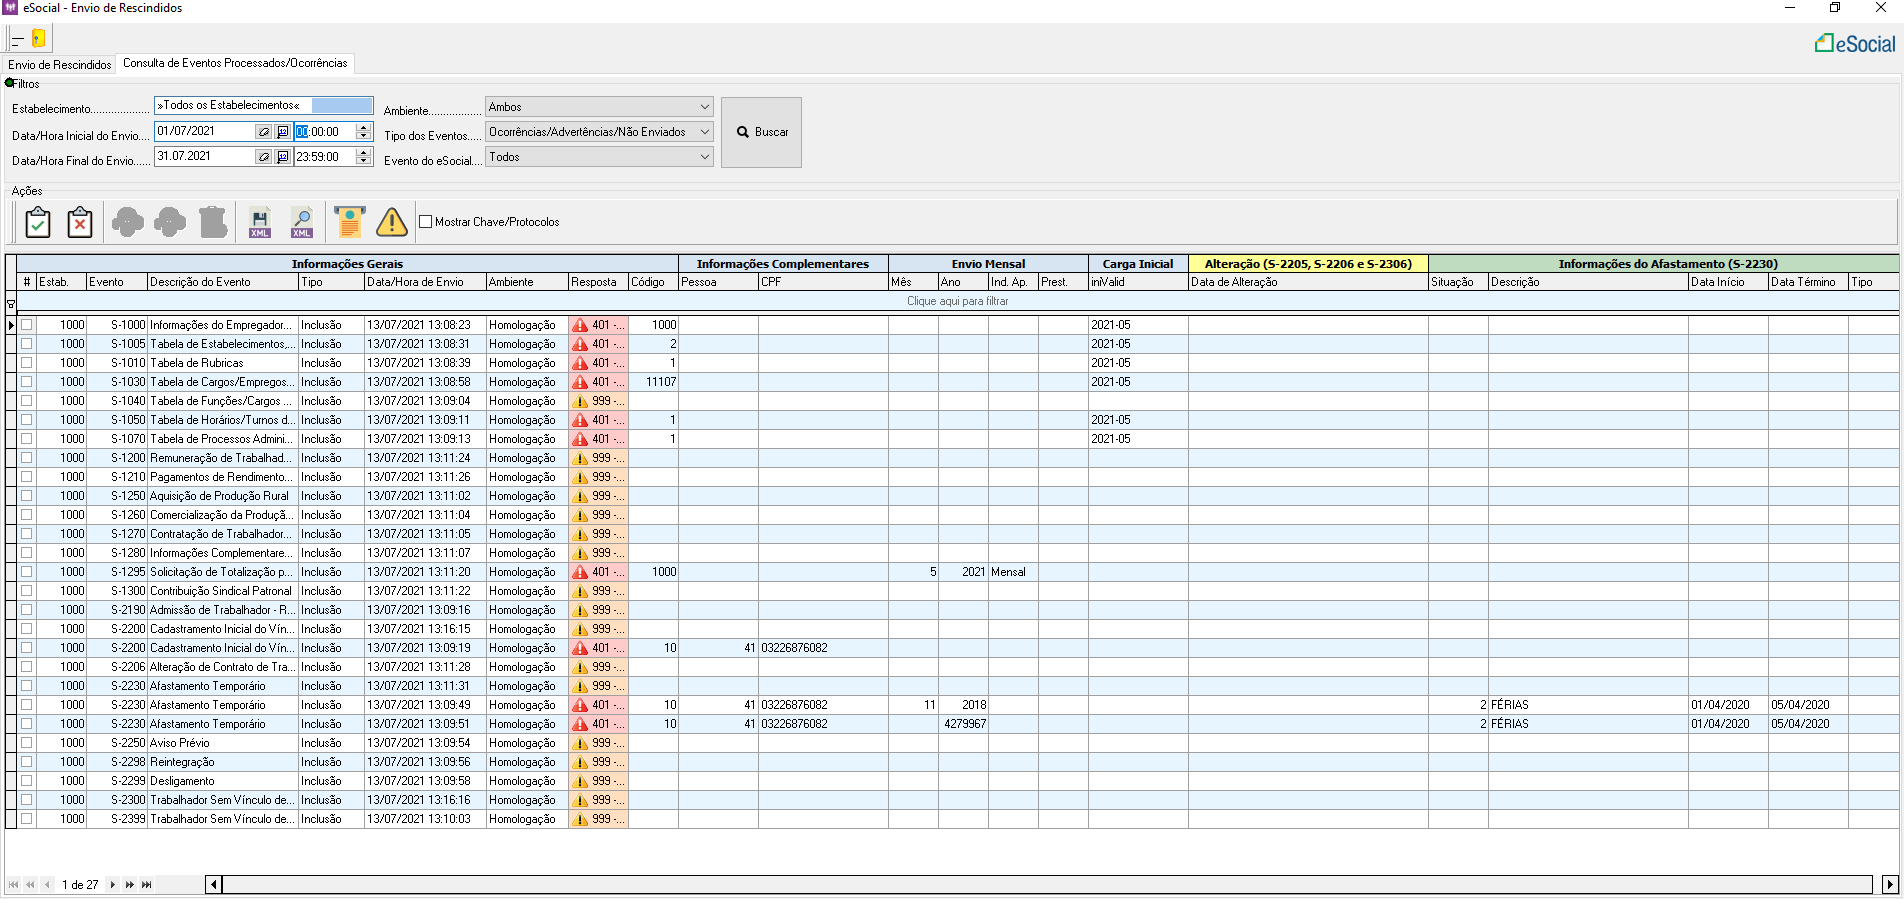 eSocial - Envio de Rescindidos
eSocial
Envio de Rescindidos Consulta de Eventos Processados/Ocorrências
Filtros
Estabelecimento................... »Todos os Estabelecimentos« Ambiente................. Ambos
Data/Hora Inicial do Envio.... 01/07/2021 00:00:00 Tipo dos Eventos..... Ocorrências/Advertências/Não Enviados Buscar
Data/Hora Final do Envio...... 31.07.2021 23:59:00 Evento do eSocial.... Todos
Ações
XML XML Mostrar Chave/Protocolos
Informações Gerais Informações Complementares Envio Mensal Carga Inicial Alteração (S-2205, S-2206 e S-2306) Informações do Afastamento (S-2230)
# Estab. Evento Descrição do Evento Tipo Data/Hora de Envio Ambiente Resposta Código Pessoa CPF Mês Ano Ind. Ap. Prest. iniValid Data de Alteração Situação Descrição Data Início Data Término Tipo
Clique aqui para filtrar
1000 S-1000 Informações do Empregador... Inclusão 13/07/2021 13:08:23 Homologação 401 -... 1000 2021-05
1000 S-1005 Tabela de Estabelecimentos,... Inclusão 13/07/2021 13:08:31 Homologação 401 -... 2 2021-05
1000 S-1010 Tabela de Rubricas Inclusão 13/07/2021 13:08:39 Homologação 401 -... 1 2021-05
1000 S-1030 Tabela de Cargos/Empregos... Inclusão 13/07/2021 13:08:58 Homologação 401 -... 11107 2021-05
1000 S-1040 Tabela de Funções/Cargos ... Inclusão 13/07/2021 13:09:04 Homologação 999 -...
1000 S-1050 Tabela de Horários/Turnos d... Inclusão 13/07/2021 13:09:11 Homologação 401 -... 1 2021-05
1000 S-1070 Tabela de Processos Admini... Inclusão 13/07/2021 13:09:13 Homologação 401 -... 1 2021-05
1000 S-1200 Remuneração de Trabalhad... Inclusão 13/07/2021 13:11:24 Homologação 999 -...
1000 S-1210 Pagamentos de Rendimento... Inclusão 13/07/2021 13:11:26 Homologação 999 -...
1000 S-1250 Aquisição de Produção Rural Inclusão 13/07/2021 13:11:02 Homologação 999 -...
1000 S-1260 Comercialização da Produçã... Inclusão 13/07/2021 13:11:04 Homologação 999 -...
1000 S-1270 Contratação de Trabalhador... Inclusão 13/07/2021 13:11:05 Homologação 999 -...
1000 S-1280 Informações Complementare... Inclusão 13/07/2021 13:11:07 Homologação 999 -...
1000 S-1295 Solicitação de Totalização p... Inclusão 13/07/2021 13:11:20 Homologação 401 -... 1000 5 2021 Mensal
1000 S-1300 Contribuição Sindical Patronal Inclusão 13/07/2021 13:11:22 Homologação 999 -...
1000 S-2190 Admissão de Trabalhador - R... Inclusão 13/07/2021 13:09:16 Homologação 999 -...
1000 S-2200 Cadastramento Inicial do Vín... Inclusão 13/07/2021 13:16:15 Homologação 999 -...
1000 S-2200 Cadastramento Inicial do Vín... Inclusão 13/07/2021 13:09:19 Homologação 401 -... 10 41 03226876082
1000 S-2206 Alteração de Contrato de Tra... Inclusão 13/07/2021 13:11:28 Homologação 999 -...
1000 S-2230 Afastamento Temporário Inclusão 13/07/2021 13:11:31 Homologação 999 -...
1000 S-2230 Afastamento Temporário Inclusão 13/07/2021 13:09:49 Homologação 401 -... 10 41 03226876082 11 2018 2 FÉRIAS 01/04/2020 05/04/2020
1000 S-2230 Afastamento Temporário Inclusão 13/07/2021 13:09:51 Homologação 401 -... 10 41 03226876082 4279967 2 FÉRIAS 01/04/2020 05/04/2020
1000 S-2250 Aviso Prévio Inclusão 13/07/2021 13:09:54 Homologação 999 -...
1000 S-2298 Reintegração Inclusão 13/07/2021 13:09:56 Homologação 999 -...
1000 S-2299 Desligamento Inclusão 13/07/2021 13:09:58 Homologação 999 -...
1000 S-2300 Trabalhador Sem Vínculo de... Inclusão 13/07/2021 13:16:16 Homologação 999 -...
1000 S-2399 Trabalhador Sem Vínculo de... Inclusão 13/07/2021 13:10:03 Homologação 999 -...
1 de 27